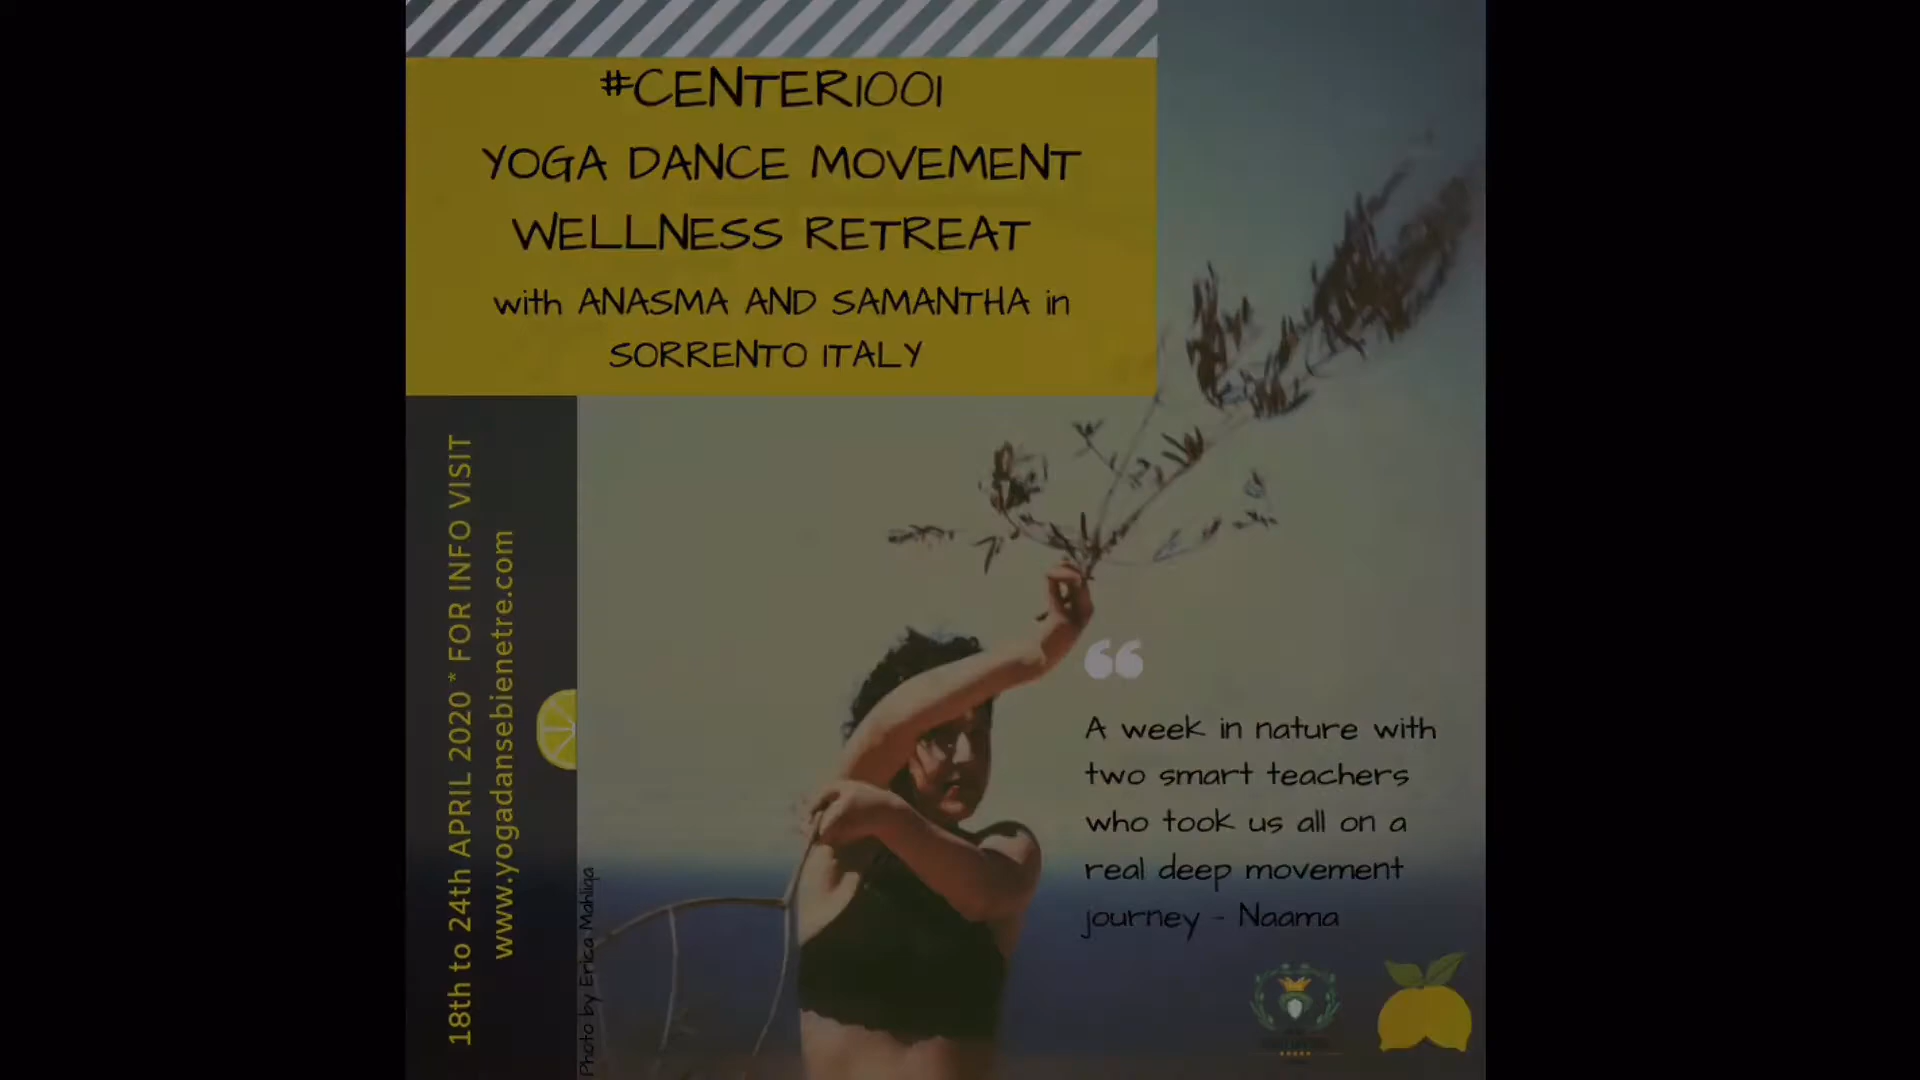 #CENTER1001
YOGA DANCE MOVEMENT
WELLNESS RETREAT
with ANASMA AND SAMANTHA in
SORRENTO ITALY
18th to 24th APRIL 2020 * FOR INFO VISIT
www.yogadansebienetre.com
Photo by Erica Mahliqa
“
A week in nature with
two smart teachers
who took us all on a
real deep movement
journey - Naama